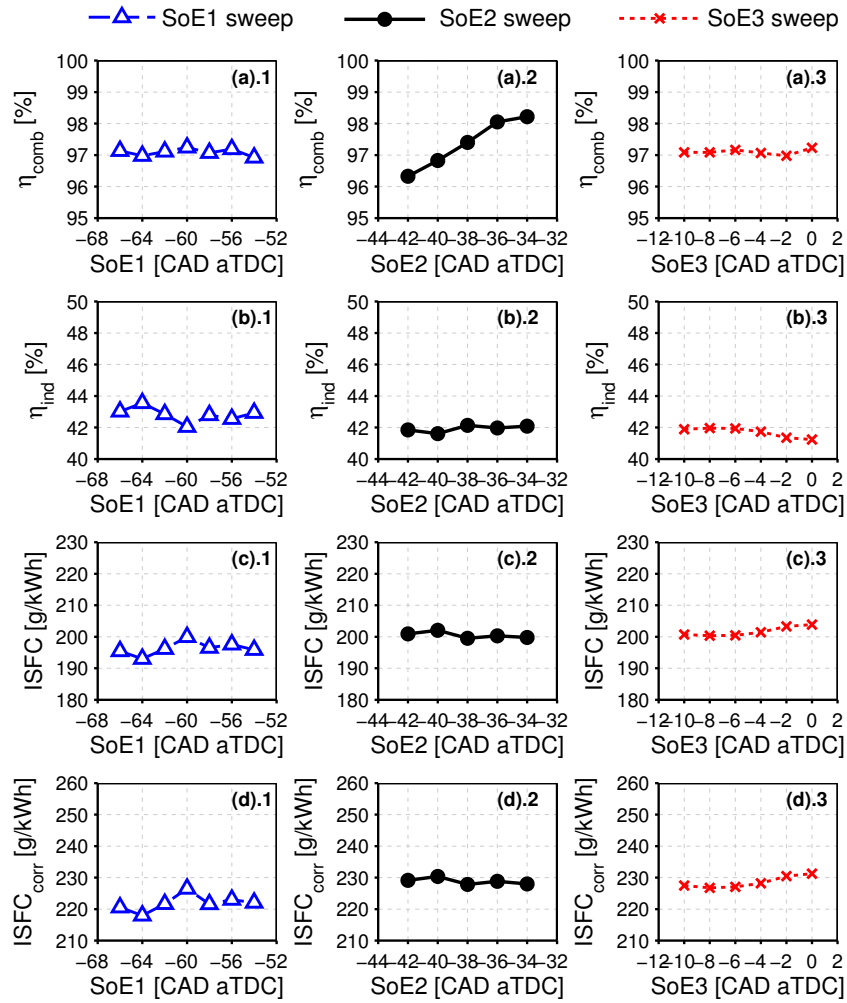 SoE1 sweep SoE2 sweep SoE3 sweep
(a).1
100
99
98
97
96
95
η_comb [%]
−68 −64 −60 −56 −52
SoE1 [CAD aTDC]
(a).2
100
99
98
97
96
95
η_comb [%]
−44 −42 −40 −38 −36 −34 −32
SoE2 [CAD aTDC]
(a).3
100
99
98
97
96
95
η_comb [%]
−12 −10 −8 −6 −4 −2 0 2
SoE3 [CAD aTDC]
(b).1
50
48
46
44
42
40
η_ind [%]
−68 −64 −60 −56 −52
SoE1 [CAD aTDC]
(b).2
50
48
46
44
42
40
η_ind [%]
−44 −42 −40 −38 −36 −34 −32
SoE2 [CAD aTDC]
(b).3
50
48
46
44
42
40
η_ind [%]
−12 −10 −8 −6 −4 −2 0 2
SoE3 [CAD aTDC]
(c).1
230
220
210
200
190
180
ISFC [g/kWh]
−68 −64 −60 −56 −52
SoE1 [CAD aTDC]
(c).2
230
220
210
200
190
180
ISFC [g/kWh]
−44 −42 −40 −38 −36 −34 −32
SoE2 [CAD aTDC]
(c).3
230
220
210
200
190
180
ISFC [g/kWh]
−12 −10 −8 −6 −4 −2 0 2
SoE3 [CAD aTDC]
(d).1
260
250
240
230
220
210
ISFC_corr [g/kWh]
−68 −64 −60 −56 −52
SoE1 [CAD aTDC]
(d).2
260
250
240
230
220
210
ISFC_corr [g/kWh]
−44 −42 −40 −38 −36 −34 −32
SoE2 [CAD aTDC]
(d).3
260
250
240
230
220
210
ISFC_corr [g/kWh]
−12 −10 −8 −6 −4 −2 0 2
SoE3 [CAD aTDC]